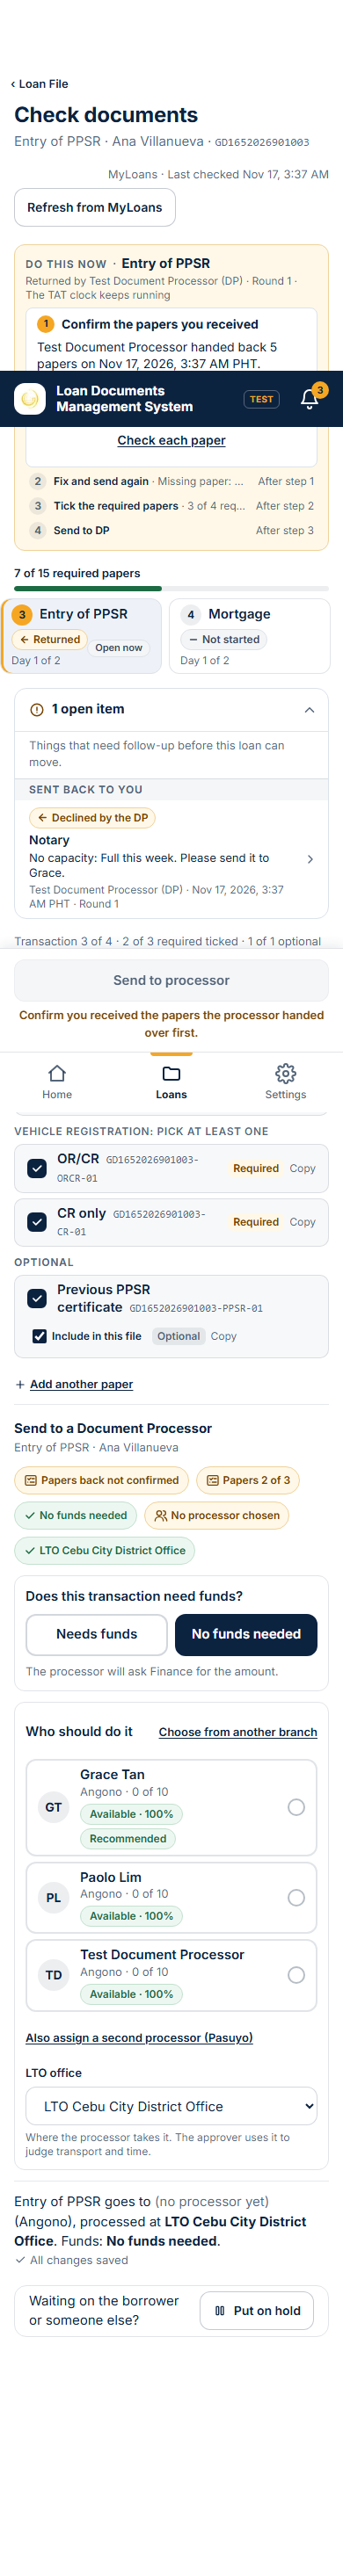 ‹ Loan File
Check documents
Entry of PPSR · Ana Villanueva · GD1652026901003
MyLoans · Last checked Nov 17, 3:37 AM
Refresh from MyLoans
DO THIS NOW · Entry of PPSR
Returned by Test Document Processor (DP) · Round 1 ·
The TAT clock keeps running
1 Confirm the papers you received
Test Document Processor handed back 5
papers on Nov 17, 2026, 3:37 AM PHT.
Loan Documents
Management System
TEST
3
Check each paper
2 Fix and send again · Missing paper: ... After step 1
3 Tick the required papers · 3 of 4 req... After step 2
4 Send to DP After step 3
7 of 15 required papers
3 Entry of PPSR
← Returned
Open now
Day 1 of 2
4 Mortgage
– Not started
Day 1 of 2
1 open item
Things that need follow-up before this loan can
move.
SENT BACK TO YOU
← Declined by the DP
Notary
No capacity: Full this week. Please send it to
Grace.
Test Document Processor (DP) · Nov 17, 2026, 3:37
AM PHT · Round 1
Transaction 3 of 4 · 2 of 3 required ticked · 1 of 1 optional
Send to processor
Confirm you received the papers the processor handed
over first.
Home
Loans
Settings
VEHICLE REGISTRATION: PICK AT LEAST ONE
OR/CR GD1652026901003-
ORCR-01
Required Copy
CR only GD1652026901003-
CR-01
Required Copy
OPTIONAL
Previous PPSR
certificate GD1652026901003-PPSR-01
Include in this file Optional Copy
+ Add another paper
Send to a Document Processor
Entry of PPSR · Ana Villanueva
Papers back not confirmed
Papers 2 of 3
No funds needed
No processor chosen
LTO Cebu City District Office
Does this transaction need funds?
Needs funds
No funds needed
The processor will ask Finance for the amount.
Who should do it
Choose from another branch
GT
Grace Tan
Angono · 0 of 10
Available · 100%
Recommended
PL
Paolo Lim
Angono · 0 of 10
Available · 100%
TD
Test Document Processor
Angono · 0 of 10
Available · 100%
Also assign a second processor (Pasuyo)
LTO office
LTO Cebu City District Office
Where the processor takes it. The approver uses it to
judge transport and time.
Entry of PPSR goes to (no processor yet)
(Angono), processed at LTO Cebu City District
Office. Funds: No funds needed.
All changes saved
Waiting on the borrower
or someone else?
Put on hold